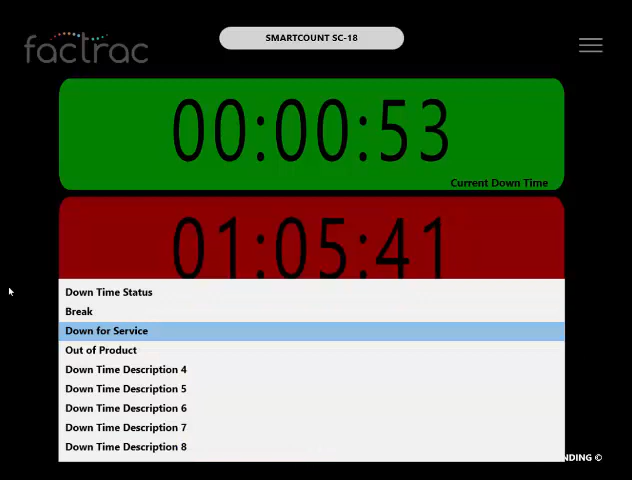 factrac
SMARTCOUNT SC-18
00:00:53
Current Down Time
01:05:41
Down Time Status
Break
Down for Service
Out of Product
Down Time Description 4
Down Time Description 5
Down Time Description 6
Down Time Description 7
Down Time Description 8
NDING ©